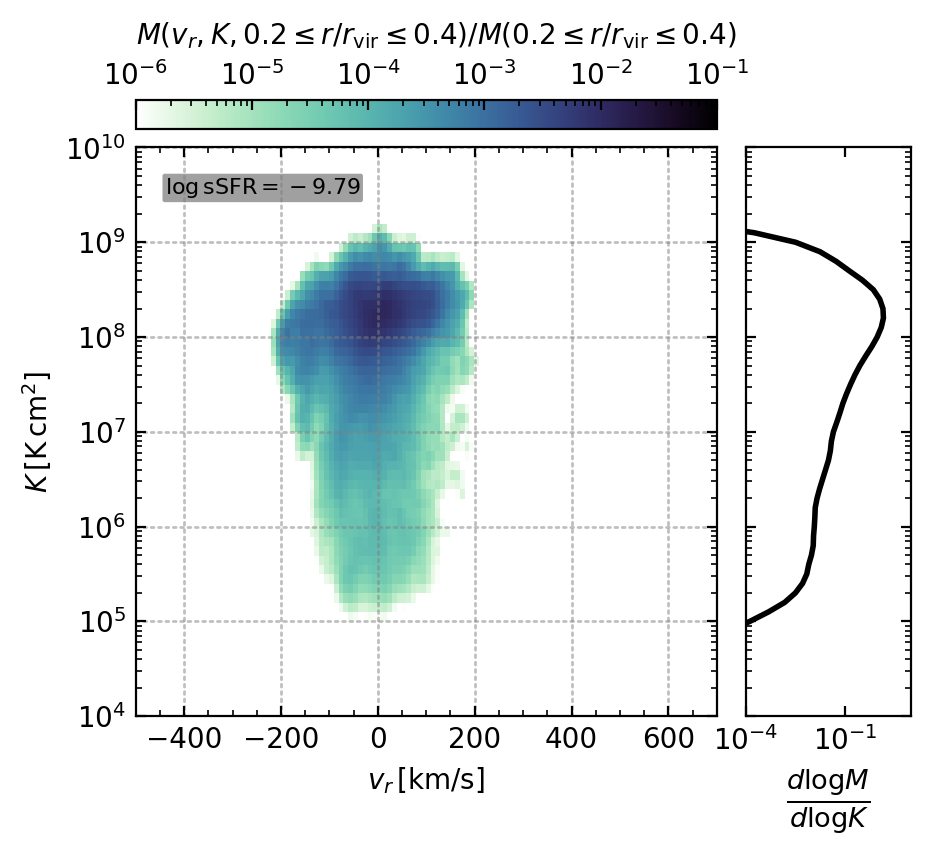 M(v_r, K, 0.2 ≤ r/r_vir ≤ 0.4)/M(0.2 ≤ r/r_vir ≤ 0.4)
10^−6 10^−5 10^−4 10^−3 10^−2 10^−1
log sSFR = −9.79
10^10
10^9
10^8
10^7
10^6
10^5
10^4
K [K cm^2]
−400 −200 0 200 400 600
v_r [km/s]
10^−4 10^−1
dlogM
dlogK